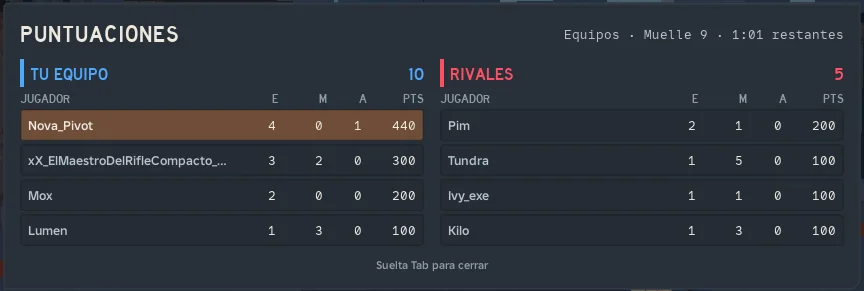 PUNTUACIONES
Equipos · Muelle 9 · 1:01 restantes
TU EQUIPO 10
JUGADOR E M A PTS
Nova_Pivot 4 0 1 440
xX_ElMaestroDelRifleCompacto_... 3 2 0 300
Mox 2 0 0 200
Lumen 1 3 0 100
RIVALES 5
JUGADOR E M A PTS
Pim 2 1 0 200
Tundra 1 5 0 100
Ivy_exe 1 1 0 100
Kilo 1 3 0 100
Suelta Tab para cerrar